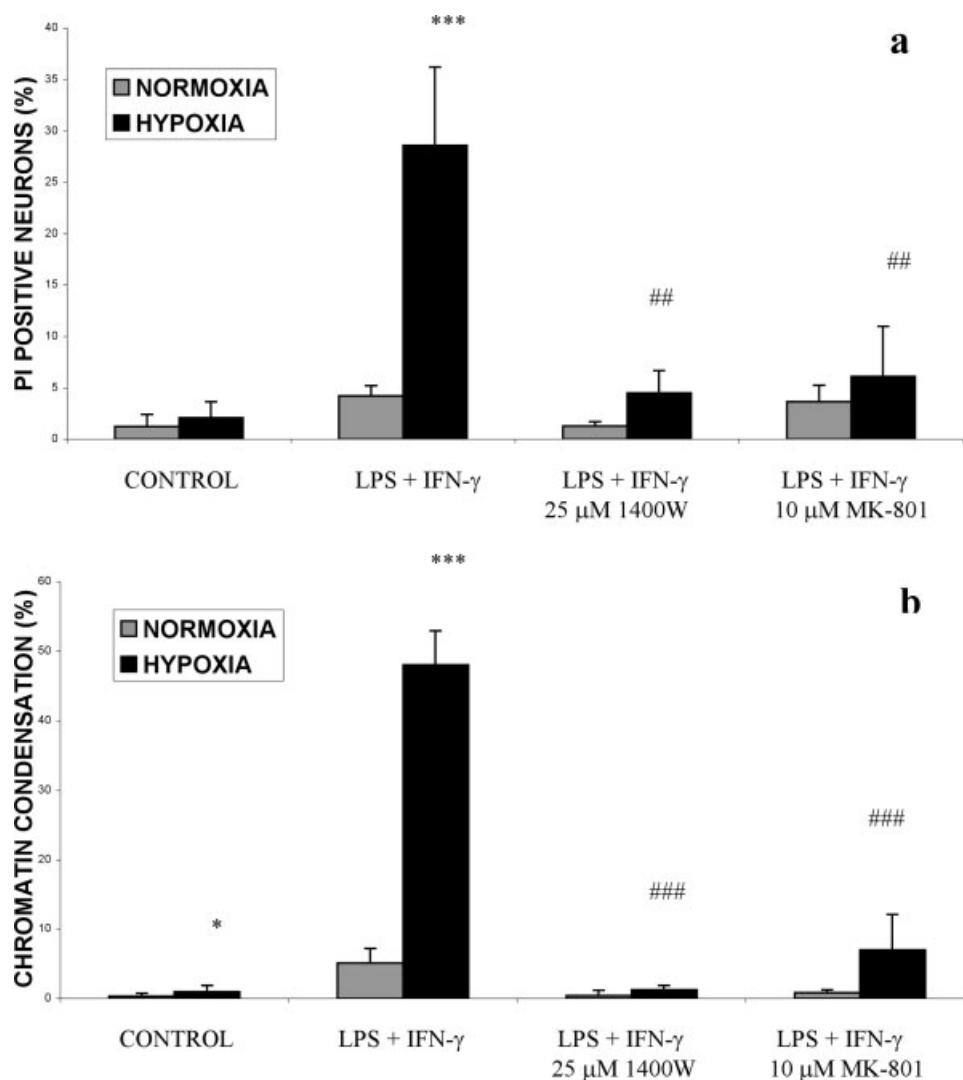 ***
a
40
NORMOXIA
HYPOXIA
35
30
25
20
15
10
5
0
PI POSITIVE NEURONS (%)
##
##
CONTROL
LPS + IFN-γ
LPS + IFN-γ
25 μM 1400W
LPS + IFN-γ
10 μM MK-801
***
b
60
NORMOXIA
HYPOXIA
50
40
30
20
10
0
CHROMATIN CONDENSATION (%)
*
###
###
CONTROL
LPS + IFN-γ
LPS + IFN-γ
25 μM 1400W
LPS + IFN-γ
10 μM MK-801